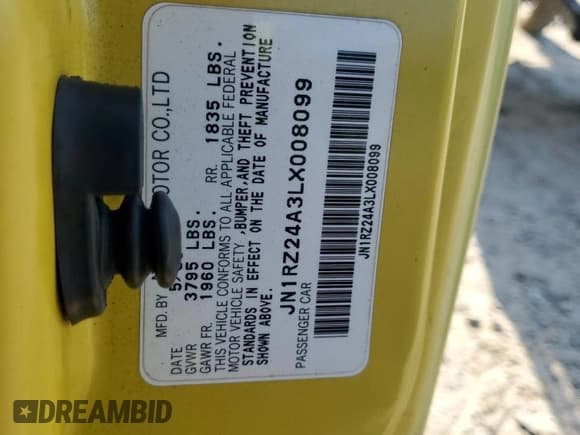 MFD. BY OTOR CO.,LTD
DATE
GVWR 3795 LBS.
GAWR FR. 1960 LBS. RR. 1835 LBS.
THIS VEHICLE CONFORMS TO ALL APPLICABLE FEDERAL
MOTOR VEHICLE SAFETY ,BUMPER,AND THEFT PREVENTION
STANDARDS IN EFFECT ON THE DATE OF MANUFACTURE
SHOWN ABOVE.
JN1RZ24A3LX008099
JN1RZ24A3LX008099
PASSENGER CAR
DREAMBID